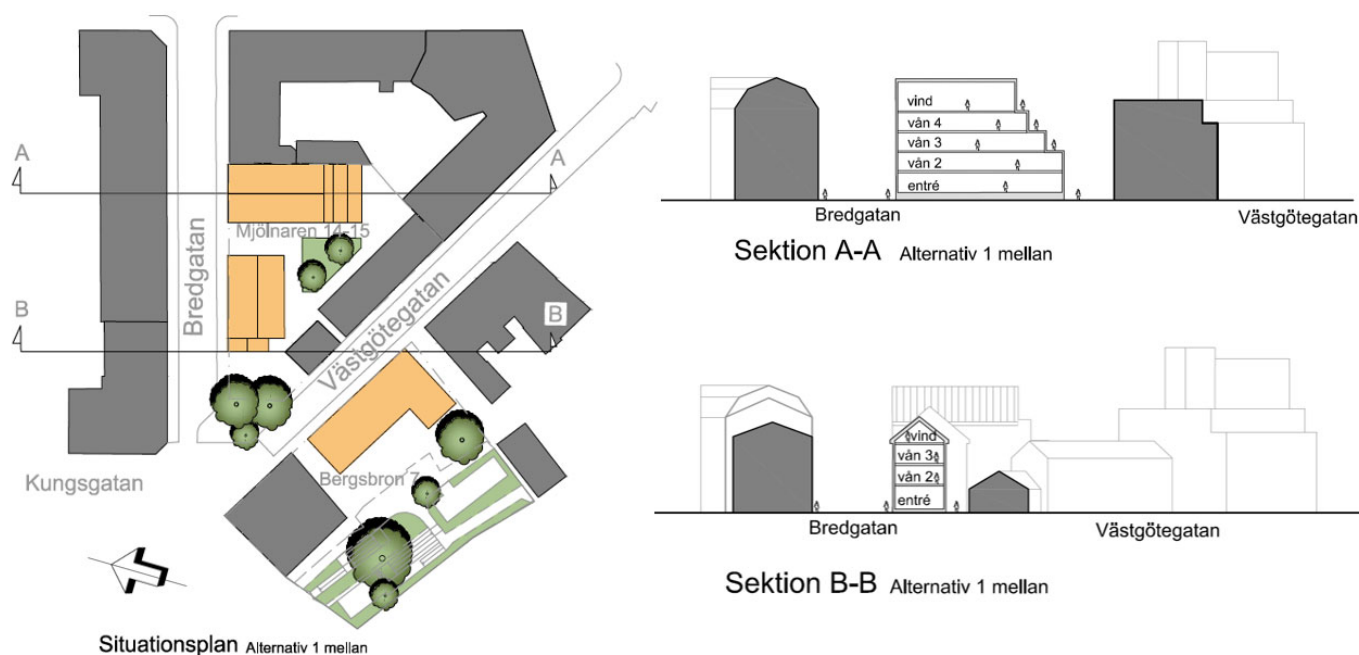 A
A
Mjölnaren 14-15
Bredgatan
B
B
Västgötegatan
Bergsbron 7
Kungsgatan
Situationsplan Alternativ 1 mellan
vind
vån 4
vån 3
vån 2
entré
Bredgatan
Västgötegatan
Sektion A-A Alternativ 1 mellan
vind
vån 3
vån 2
entré
Bredgatan
Västgötegatan
Sektion B-B Alternativ 1 mellan